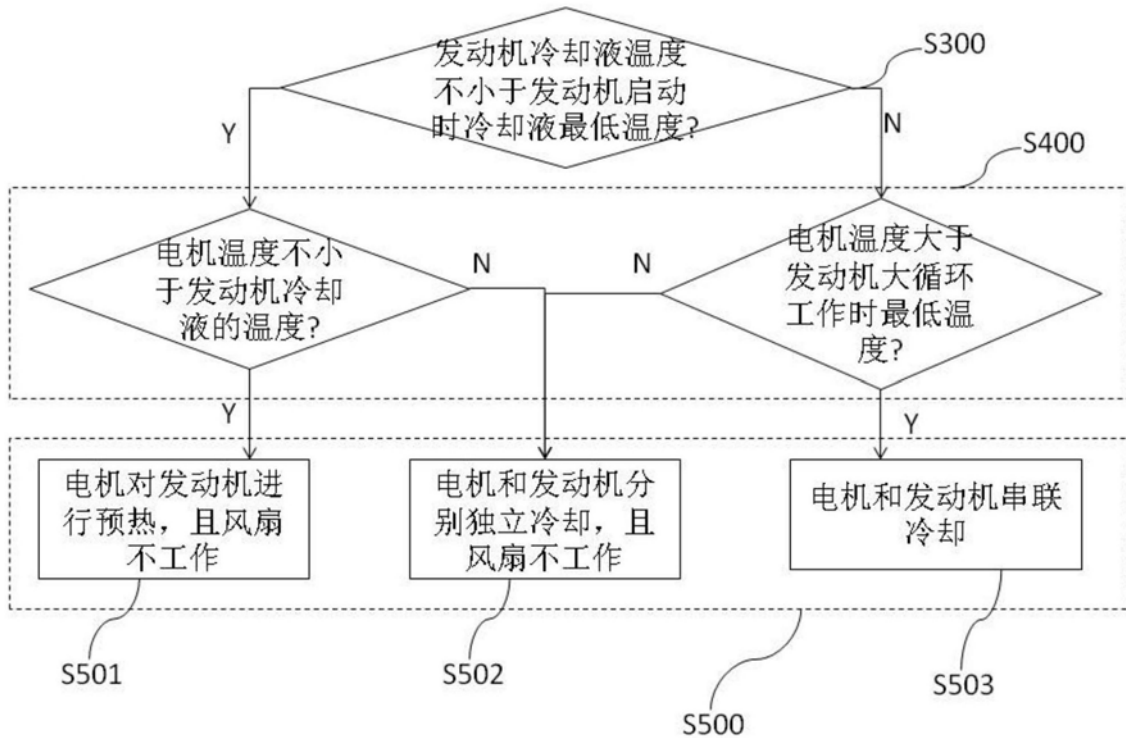 发动机冷却液温度
不小于发动机启动
时冷却液最低温度?
S300
Y
N
S400
电机温度不小
于发动机冷却
液的温度?
N
N
电机温度大于
发动机大循环
工作时最低温
度?
Y
Y
电机对发动机进
行预热，且风扇
不工作
电机和发动机分
别独立冷却，且
风扇不工作
电机和发动机串联
冷却
S501
S502
S503
S500